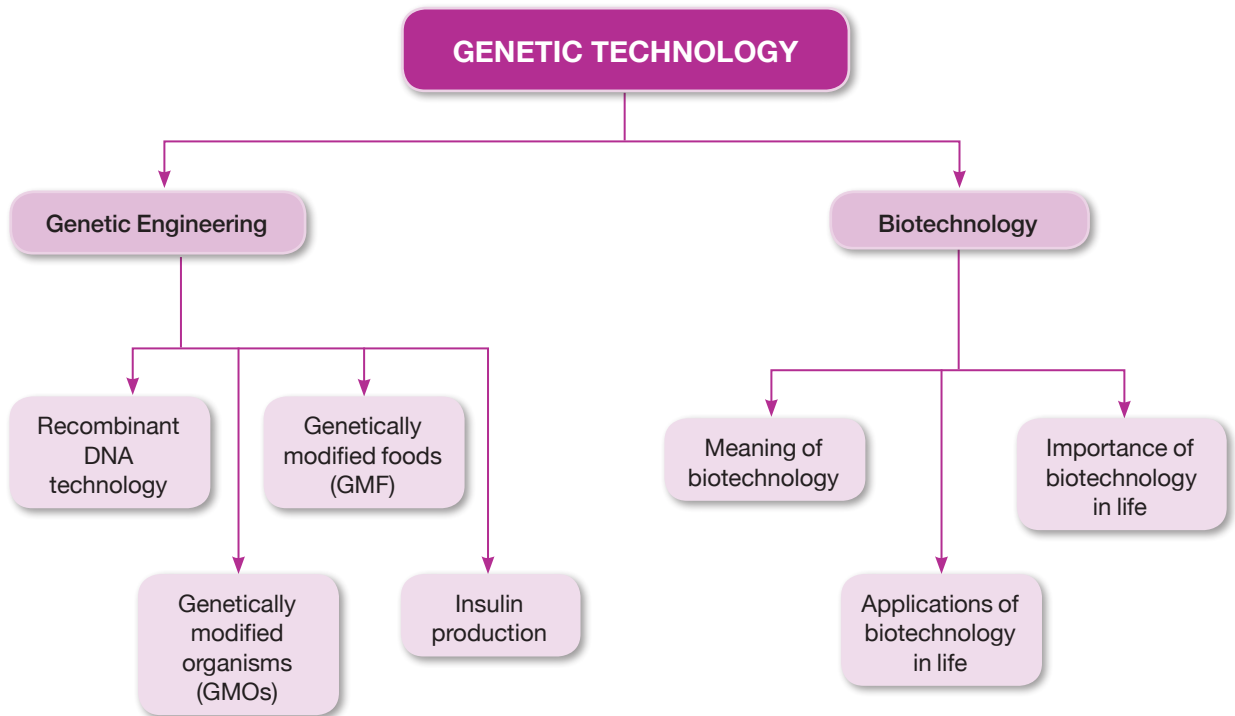 GENETIC TECHNOLOGY
Genetic Engineering
Biotechnology
Recombinant
DNA
technology
Genetically
modified foods
(GMF)
Genetically
modified
organisms
(GMOs)
Insulin
production
Meaning of
biotechnology
Applications of
biotechnology
in life
Importance of
biotechnology
in life